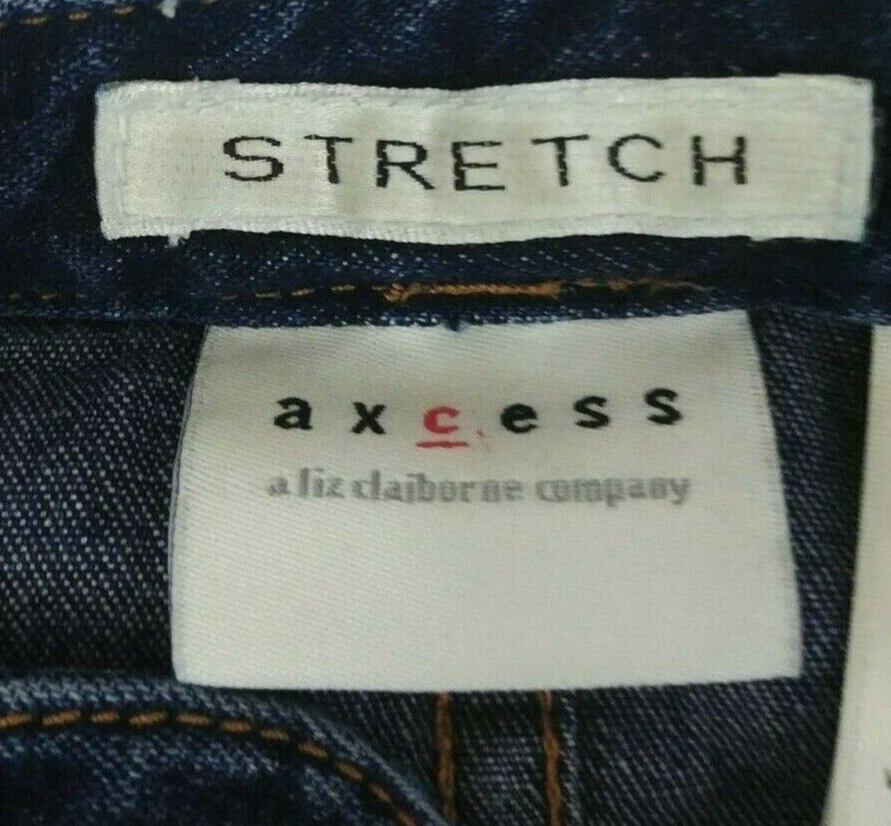 STRETCH
axcess
a liz claiborne company